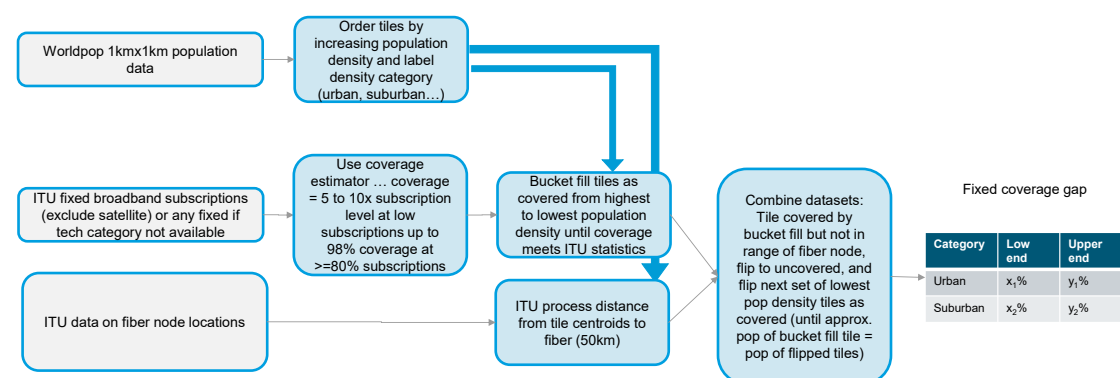 Worldpop 1kmx1km population
data
Order tiles by
increasing population
density and label
density category
(urban, suburban…)
ITU fixed broadband subscriptions
(exclude satellite) or any fixed if
tech category not available
Use coverage
estimator … coverage
= 5 to 10x subscription
level at low
subscriptions up to
98% coverage at
>=80% subscriptions
Bucket fill tiles as
covered from highest
to lowest population
density until coverage
meets ITU statistics
ITU data on fiber node locations
ITU process distance
from tile centroids to
fiber (50km)
Combine datasets:
Tile covered by
bucket fill but not in
range of fiber node,
flip to uncovered, and
flip next set of lowest
pop density tiles as
covered (until approx.
pop of bucket fill tile =
pop of flipped tiles)
Fixed coverage gap
Category Low end Upper end
Urban x₁% y₁%
Suburban x₂% y₂%